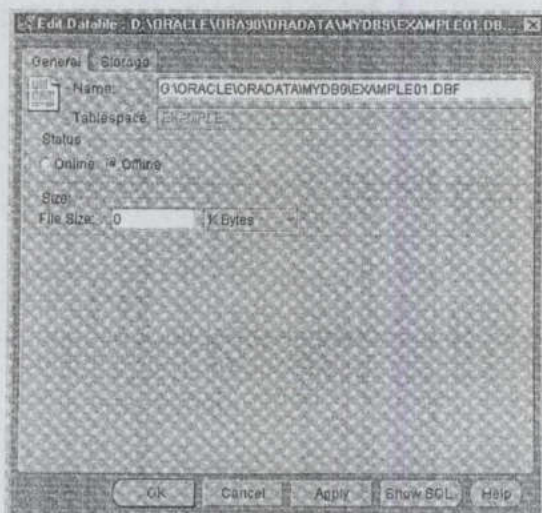 Edit Datafile : D:\ORACLE\ORA90\ORADATA\MYDB9\EXAMPLE01.DB...
General Storage
Name: G:\ORACLE\ORADATA\MYDB9\EXAMPLE01.DBF
Tablespace: EXAMPLE
Status
Online Offline
Size:
File Size: 0 K Bytes
OK Cancel Apply Show SQL Help